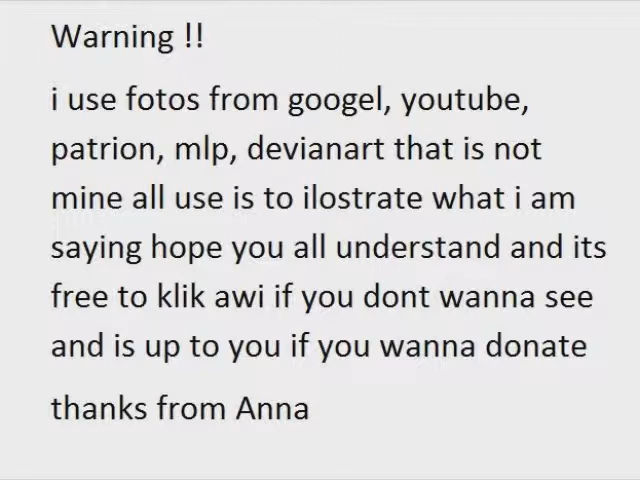 Warning !!
i use fotos from googel, youtube,
patrion, mlp, devianart that is not
mine all use is to ilostrate what i am
saying hope you all understand and its
free to klik awi if you dont wanna see
and is up to you if you wanna donate
thanks from Anna